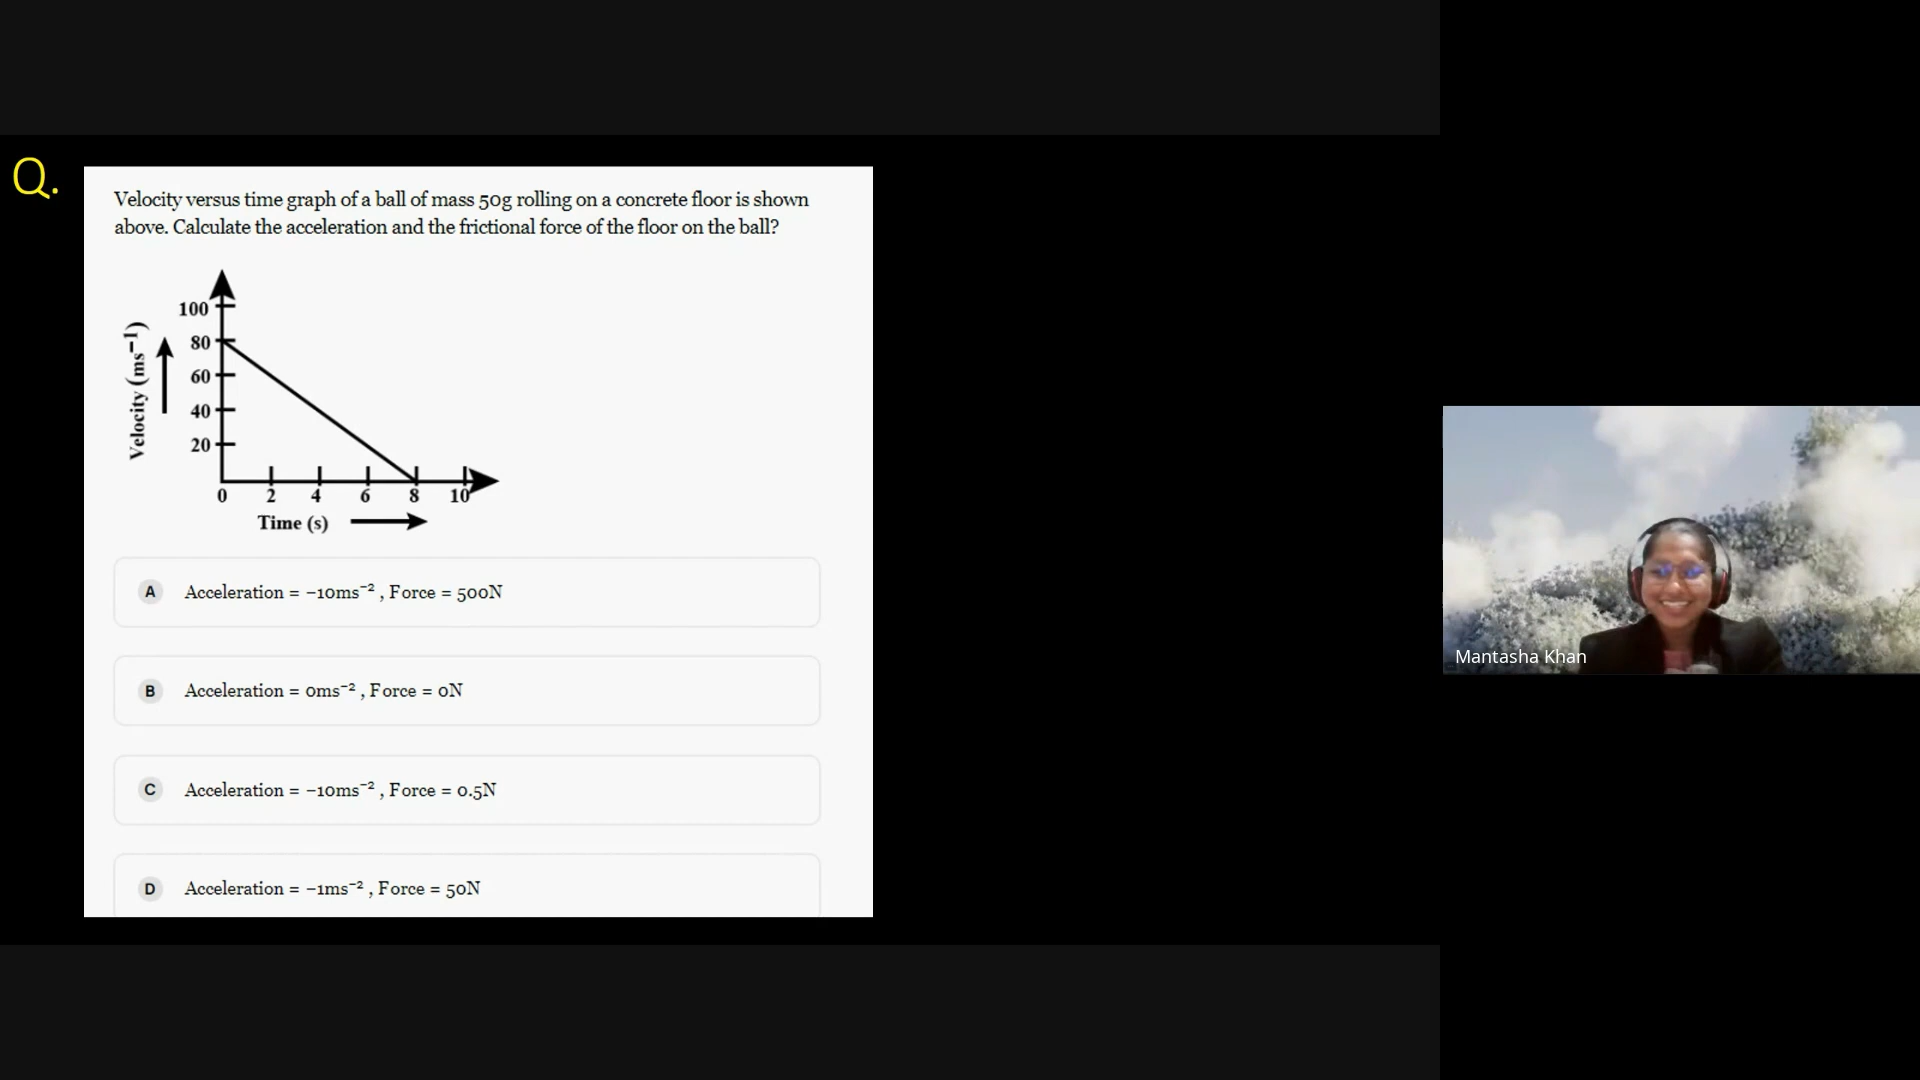 Q.
Velocity versus time graph of a ball of mass 50g rolling on a concrete floor is shown
above. Calculate the acceleration and the frictional force of the floor on the ball?
Velocity (ms⁻¹)
100
80
60
40
20
0 2 4 6 8 10
Time (s)
A Acceleration = −10ms⁻² , Force = 500N
B Acceleration = 0ms⁻² , Force = 0N
C Acceleration = −10ms⁻² , Force = 0.5N
D Acceleration = −1ms⁻² , Force = 50N
Mantasha Khan